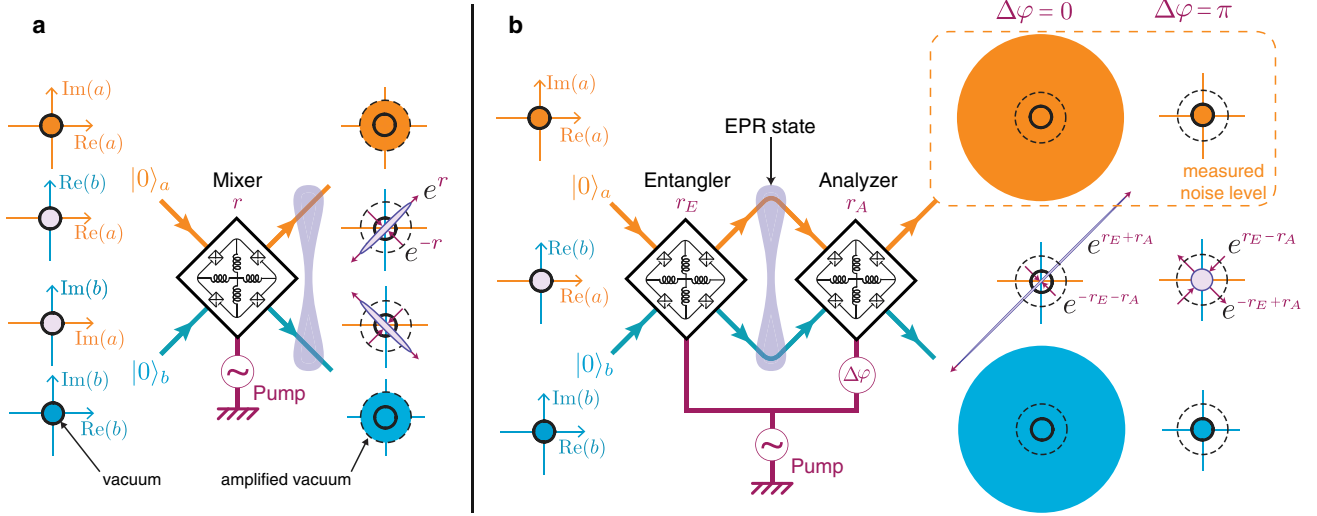 a
Im(a)
Re(a)
Re(b)
Re(a)
Im(b)
Im(a)
Im(b)
Re(b)
|0⟩a
|0⟩b
Mixer
r
Pump
e^r
e^−r
vacuum
amplified vacuum
b
Im(a)
Re(a)
Re(b)
Re(a)
Im(b)
Re(b)
|0⟩a
|0⟩b
EPR state
Entangler
r_E
Analyzer
r_A
Δφ
Pump
Δφ = 0
Δφ = π
measured
noise level
e^{r_E+r_A}
e^{−r_E−r_A}
e^{r_E−r_A}
e^{−r_E+r_A}